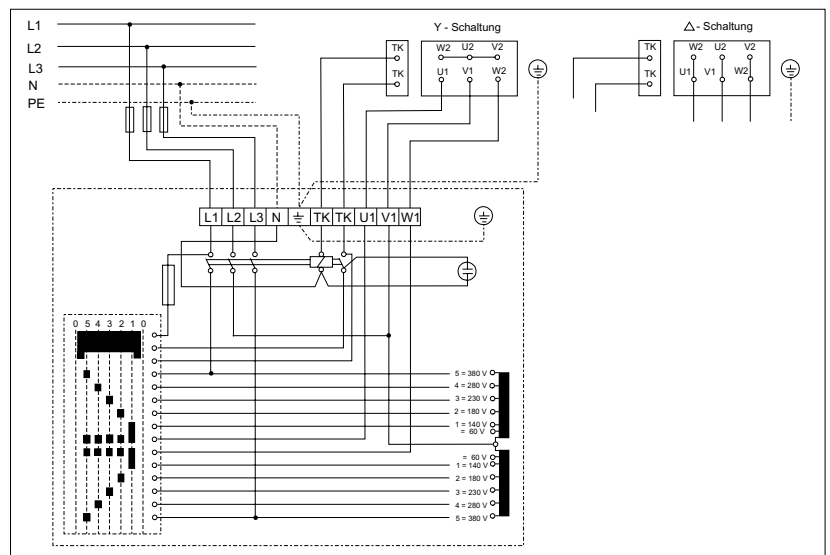 L1
L2
L3
N
PE
Y - Schaltung
TK
TK
W2 U2 V2
U1 V1 W2
△- Schaltung
TK
TK
W2 U2 V2
U1 V1 W2
L1 L2 L3 N TK TK U1 V1 W1
0 5 4 3 2 1 0
5 = 380 V
4 = 280 V
3 = 230 V
2 = 180 V
1 = 140 V
= 60 V
= 60 V
1 = 140 V
2 = 180 V
3 = 230 V
4 = 280 V
5 = 380 V